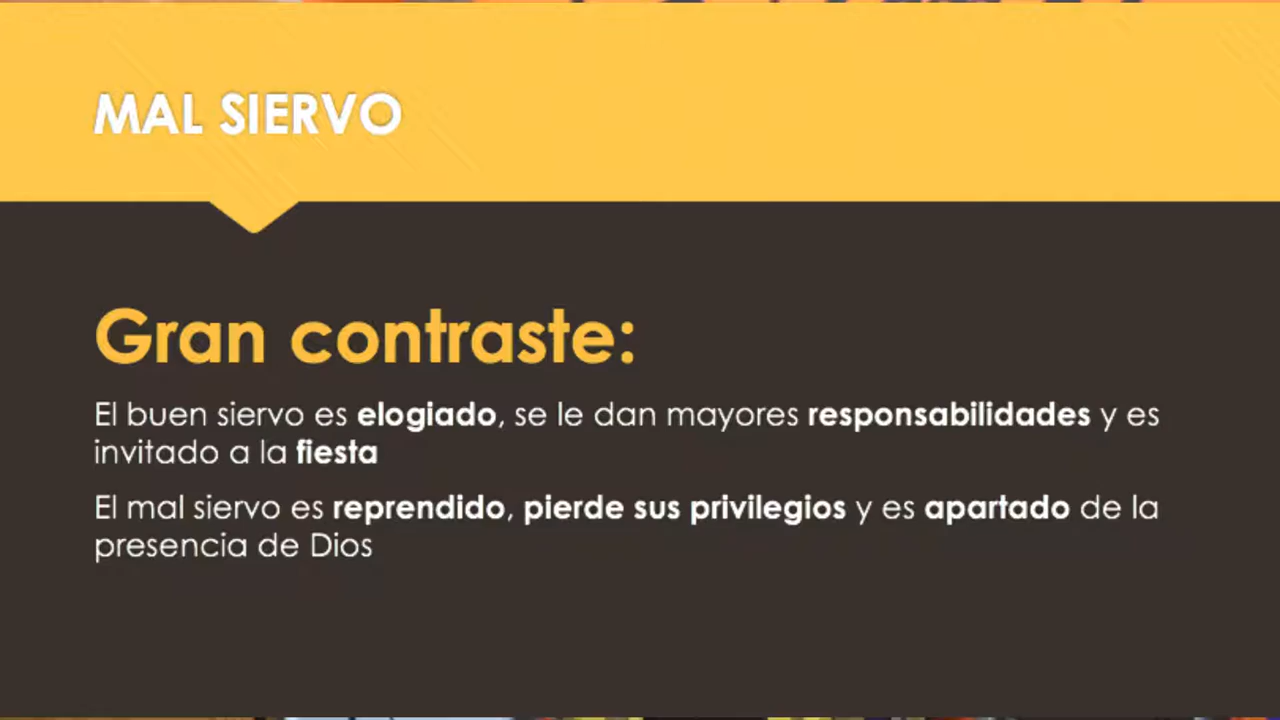 MAL SIERVO
Gran contraste:
El buen siervo es elogiado, se le dan mayores responsabilidades y es
invitado a la fiesta
El mal siervo es reprendido, pierde sus privilegios y es apartado de la
presencia de Dios